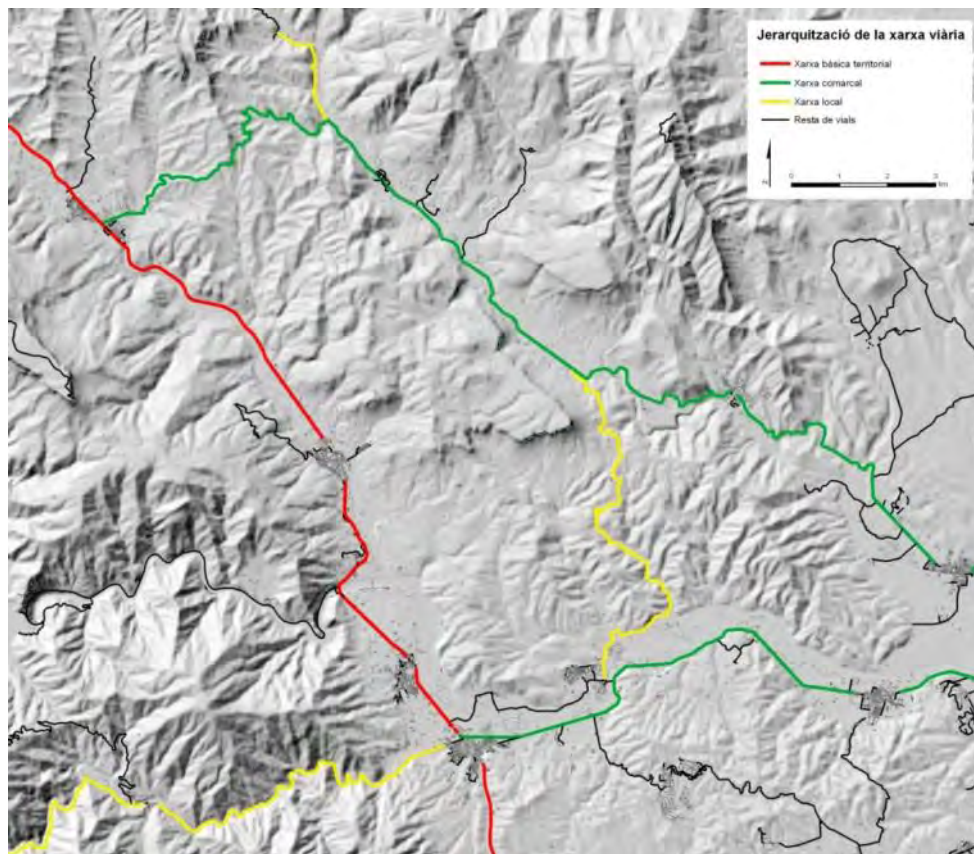 Jerarquització de la xarxa viària
Xarxa bàsica territorial
Xarxa comarcal
Xarxa local
Resta de vials
0 1 2 3
km